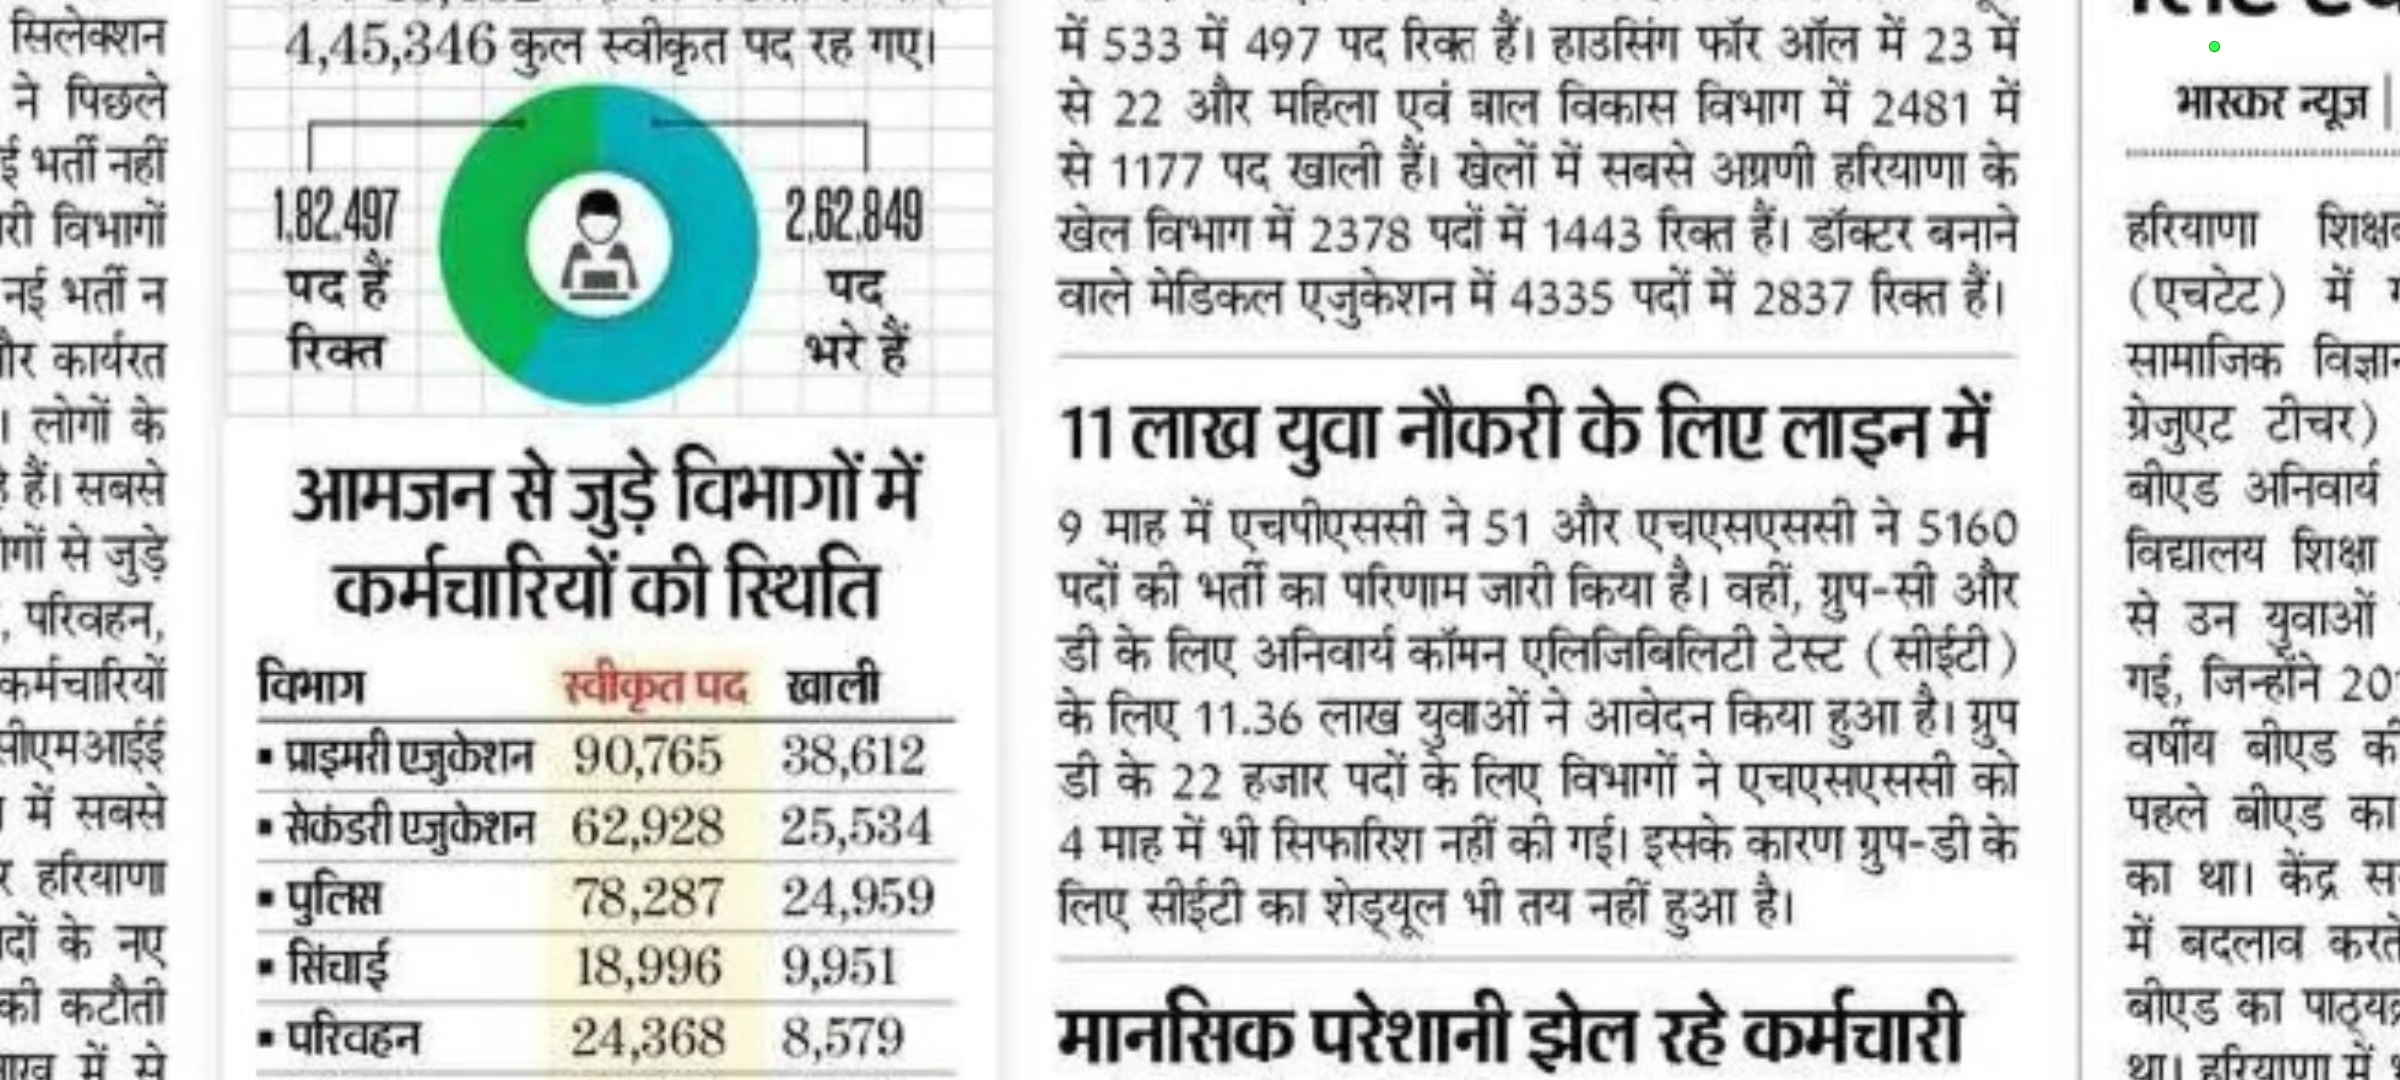 सिलेक्शन
ने पिछले
ई भर्ती नहीं
री विभागों
नई भर्ती न
और कार्यरत
। लोगों के
हे हैं। सबसे
ोगों से जुड़े
, परिवहन,
कर्मचारियों
सीएमआईई
में सबसे
र हरियाणा
पदों के नए
की कटौती
लाख में से
4,45,346 कुल स्वीकृत पद रह गए।
1,82,497
पद हैं
रिक्त
2,62,849
पद
भरे हैं
आमजन से जुड़े विभागों में
कर्मचारियों की स्थिति
विभाग स्वीकृत पद खाली
▪ प्राइमरी एजुकेशन 90,765 38,612
▪ सेकंडरी एजुकेशन 62,928 25,534
▪ पुलिस 78,287 24,959
▪ सिंचाई 18,996 9,951
▪ परिवहन 24,368 8,579
में 533 में 497 पद रिक्त हैं। हाउसिंग फॉर ऑल में 23 में
से 22 और महिला एवं बाल विकास विभाग में 2481 में
से 1177 पद खाली हैं। खेलों में सबसे अग्रणी हरियाणा के
खेल विभाग में 2378 पदों में 1443 रिक्त हैं। डॉक्टर बनाने
वाले मेडिकल एजुकेशन में 4335 पदों में 2837 रिक्त हैं।
11 लाख युवा नौकरी के लिए लाइन में
9 माह में एचपीएससी ने 51 और एचएसएससी ने 5160
पदों की भर्ती का परिणाम जारी किया है। वहीं, ग्रुप-सी और
डी के लिए अनिवार्य कॉमन एलिजिबिलिटी टेस्ट (सीईटी)
के लिए 11.36 लाख युवाओं ने आवेदन किया हुआ है। ग्रुप
डी के 22 हजार पदों के लिए विभागों ने एचएसएससी को
4 माह में भी सिफारिश नहीं की गई। इसके कारण ग्रुप-डी के
लिए सीईटी का शेड्यूल भी तय नहीं हुआ है।
मानसिक परेशानी झेल रहे कर्मचारी
भास्कर न्यूज |
हरियाणा
(एचटेट) में
सामाजिक
ग्रेजुएट टीचर)
बीएड अनिवार्य
विद्यालय शिक्षा
से उन युवाओं
गई, जिन्होंने
वर्षीय बीएड
पहले बीएड का
का था। केंद्र
में बदलाव करते
बीएड का
था। हरियाणा में